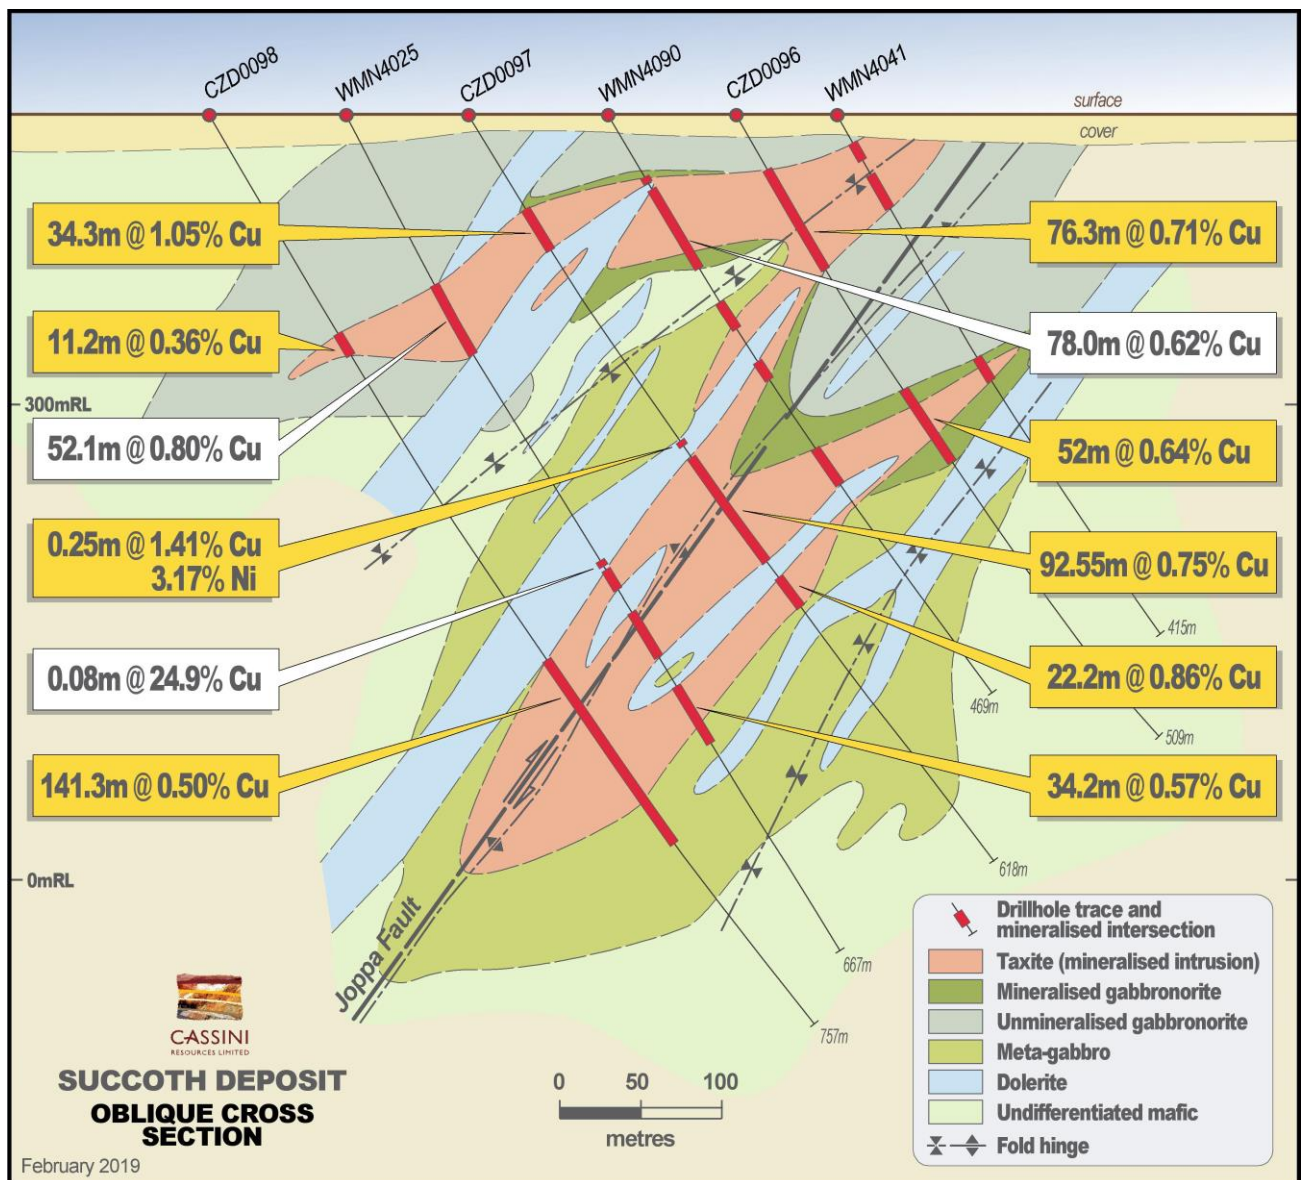 CZD0098
WMN4025
CZD0097
WMN4090
CZD0096
WMN4041
surface
cover
34.3m @ 1.05% Cu
11.2m @ 0.36% Cu
300mRL
52.1m @ 0.80% Cu
0.25m @ 1.41% Cu
3.17% Ni
0.08m @ 24.9% Cu
141.3m @ 0.50% Cu
0mRL
76.3m @ 0.71% Cu
78.0m @ 0.62% Cu
52m @ 0.64% Cu
92.55m @ 0.75% Cu
415m
22.2m @ 0.86% Cu
469m
509m
34.2m @ 0.57% Cu
618m
667m
757m
Joppa Fault
CASSINI
RESOURCES LIMITED
SUCCOTH DEPOSIT
OBLIQUE CROSS
SECTION
February 2019
0 50 100
metres
Drillhole trace and
mineralised intersection
Taxite (mineralised intrusion)
Mineralised gabbronorite
Unmineralised gabbronorite
Meta-gabbro
Dolerite
Undifferentiated mafic
Fold hinge